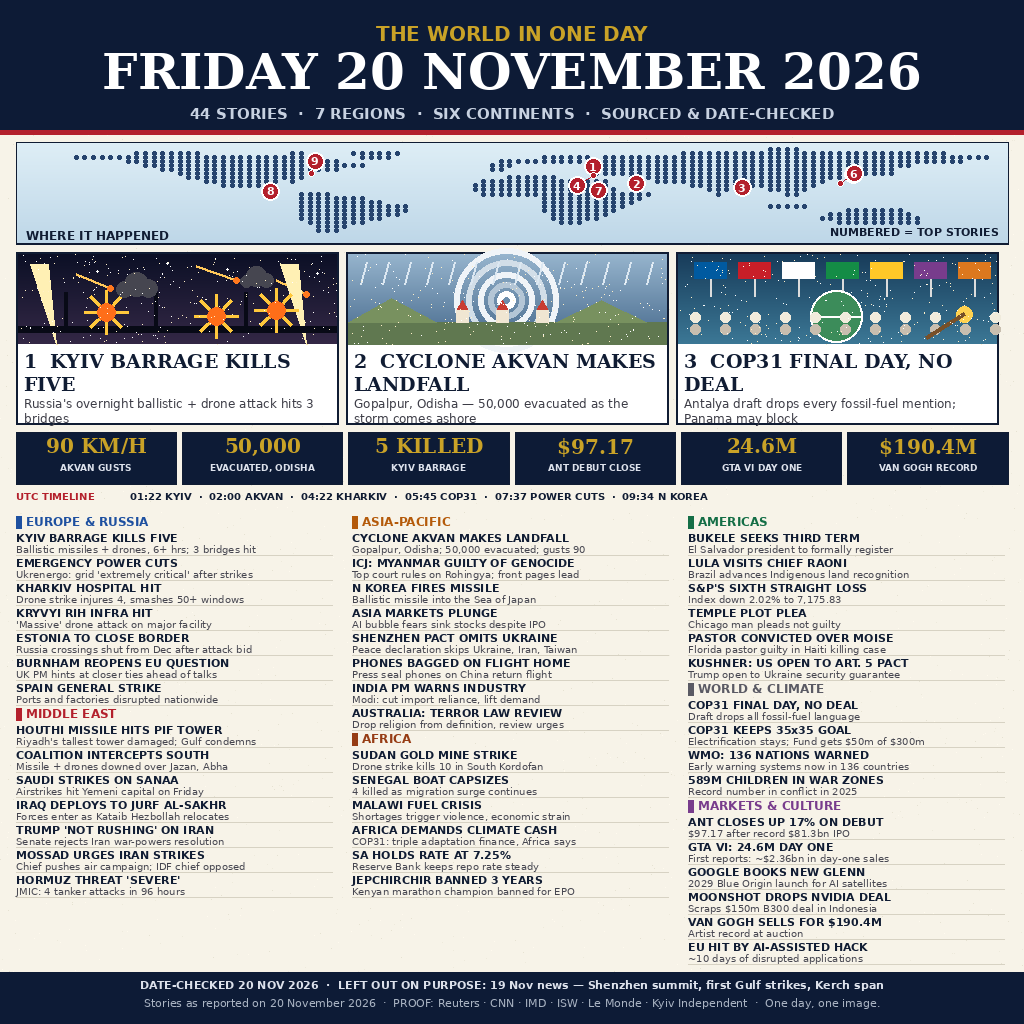 THE WORLD IN ONE DAY
FRIDAY 20 NOVEMBER 2026
44 STORIES · 7 REGIONS · SIX CONTINENTS · SOURCED & DATE-CHECKED
9
1
6
4
7
2
3
8
WHERE IT HAPPENED
NUMBERED = TOP STORIES
1 KYIV BARRAGE KILLS
FIVE
Russia's overnight ballistic + drone attack hits 3
bridges
2 CYCLONE AKVAN MAKES
LANDFALL
Gopalpur, Odisha — 50,000 evacuated as the
storm comes ashore
3 COP31 FINAL DAY, NO
DEAL
Antalya draft drops every fossil-fuel mention;
Panama may block
90 KM/H
AKVAN GUSTS
50,000
EVACUATED, ODISHA
5 KILLED
KYIV BARRAGE
$97.17
ANT DEBUT CLOSE
24.6M
GTA VI DAY ONE
$190.4M
VAN GOGH RECORD
UTC TIMELINE
01:22 KYIV · 02:00 AKVAN · 04:22 KHARKIV · 05:45 COP31 · 07:37 POWER CUTS · 09:34 N KOREA
EUROPE & RUSSIA
KYIV BARRAGE KILLS FIVE
Ballistic missiles + drones, 6+ hrs; 3 bridges hit
EMERGENCY POWER CUTS
Ukrenergo: grid 'extremely critical' after strikes
KHARKIV HOSPITAL HIT
Drone strike injures 4, smashes 50+ windows
KRYVYI RIH INFRA HIT
'Massive' drone attack on major facility
ESTONIA TO CLOSE BORDER
Russia crossings shut from Dec after attack bid
BURNHAM REOPENS EU QUESTION
UK PM hints at closer ties ahead of talks
SPAIN GENERAL STRIKE
Ports and factories disrupted nationwide
MIDDLE EAST
HOUTHI MISSILE HITS PIF TOWER
Riyadh's tallest tower damaged; Gulf condemns
COALITION INTERCEPTS SOUTH
Missile + drones downed over Jazan, Abha
SAUDI STRIKES ON SANAA
Airstrikes hit Yemeni capital on Friday
IRAQ DEPLOYS TO JURF AL-SAKHR
Forces enter as Kataib Hezbollah relocates
TRUMP 'NOT RUSHING' ON IRAN
Senate rejects Iran war-powers resolution
MOSSAD URGES IRAN STRIKES
Chief pushes air campaign; IDF chief opposed
HORMUZ THREAT 'SEVERE'
JMIC: 4 tanker attacks in 96 hours
ASIA-PACIFIC
CYCLONE AKVAN MAKES LANDFALL
Gopalpur, Odisha; 50,000 evacuated; gusts 90
ICJ: MYANMAR GUILTY OF GENOCIDE
Top court rules on Rohingya; front pages lead
N KOREA FIRES MISSILE
Ballistic missile into the Sea of Japan
ASIA MARKETS PLUNGE
AI bubble fears sink stocks despite IPO
SHENZHEN PACT OMITS UKRAINE
Peace declaration skips Ukraine, Iran, Taiwan
PHONES BAGGED ON FLIGHT HOME
Press seal phones on China return flight
INDIA PM WARNS INDUSTRY
Modi: cut import reliance, lift demand
AUSTRALIA: TERROR LAW REVIEW
Drop religion from definition, review urges
AFRICA
SUDAN GOLD MINE STRIKE
Drone strike kills 10 in South Kordofan
SENEGAL BOAT CAPSIZES
4 killed as migration surge continues
MALAWI FUEL CRISIS
Shortages trigger violence, economic strain
AFRICA DEMANDS CLIMATE CASH
COP31: triple adaptation finance, Africa says
SA HOLDS RATE AT 7.25%
Reserve Bank keeps repo rate steady
JEPCHIRCHIR BANNED 3 YEARS
Kenyan marathon champion banned for EPO
AMERICAS
BUKELE SEEKS THIRD TERM
El Salvador president to formally register
LULA VISITS CHIEF RAONI
Brazil advances Indigenous land recognition
S&P'S SIXTH STRAIGHT LOSS
Index down 2.02% to 7,175.83
TEMPLE PLOT PLEA
Chicago man pleads not guilty
PASTOR CONVICTED OVER MOISE
Florida pastor guilty in Haiti killing case
KUSHNER: US OPEN TO ART. 5 PACT
Trump open to Ukraine security guarantee
WORLD & CLIMATE
COP31 FINAL DAY, NO DEAL
Draft drops all fossil-fuel language
COP31 KEEPS 35x35 GOAL
Electrification stays; Fund gets $50m of $300m
WMO: 136 NATIONS WARNED
Early warning systems now in 136 countries
589M CHILDREN IN WAR ZONES
Record number in conflict in 2025
MARKETS & CULTURE
ANT CLOSES UP 17% ON DEBUT
$97.17 after record $81.3bn IPO
GTA VI: 24.6M DAY ONE
First reports: ~$2.36bn in day-one sales
GOOGLE BOOKS NEW GLENN
2029 Blue Origin launch for AI satellites
MOONSHOT DROPS NVIDIA DEAL
Scraps $150m B300 deal in Indonesia
VAN GOGH SELLS FOR $190.4M
Artist record at auction
EU HIT BY AI-ASSISTED HACK
~10 days of disrupted applications
DATE-CHECKED 20 NOV 2026 · LEFT OUT ON PURPOSE: 19 Nov news — Shenzhen summit, first Gulf strikes, Kerch span
Stories as reported on 20 November 2026 · PROOF: Reuters · CNN · IMD · ISW · Le Monde · Kyiv Independent · One day, one image.